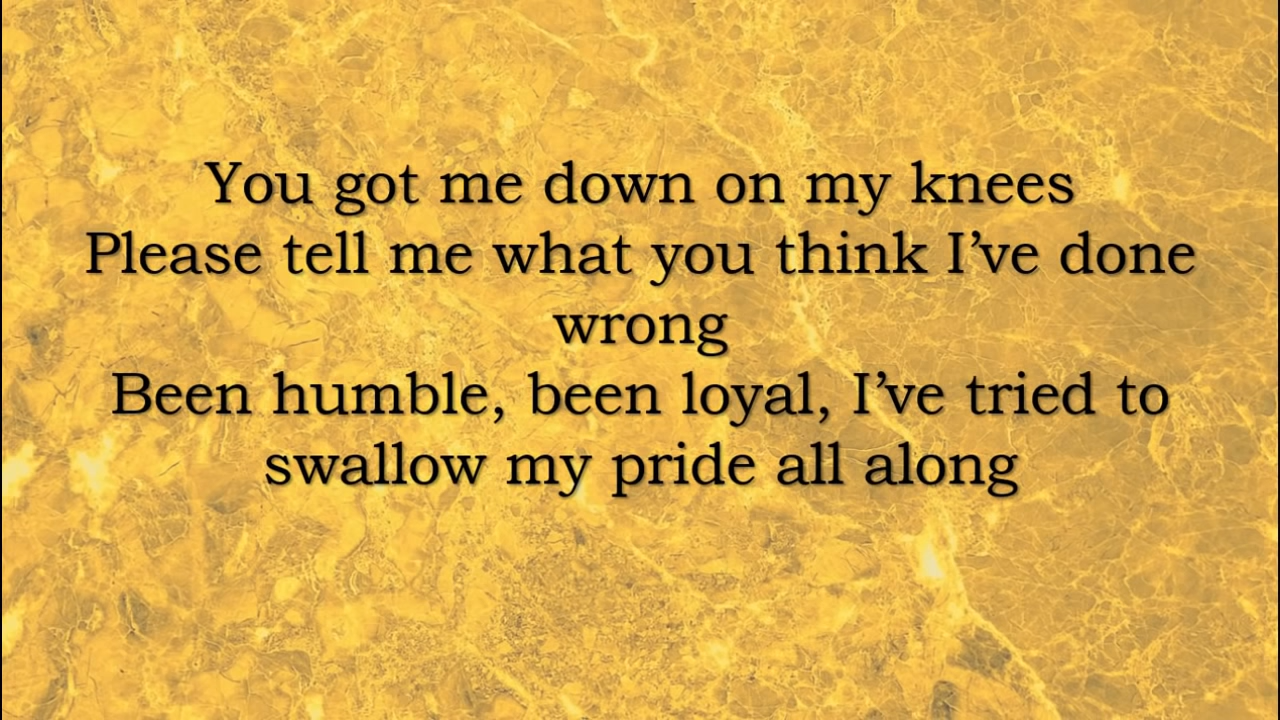 You got me down on my knees
Please tell me what you think I’ve done
wrong
Been humble, been loyal, I’ve tried to
swallow my pride all along